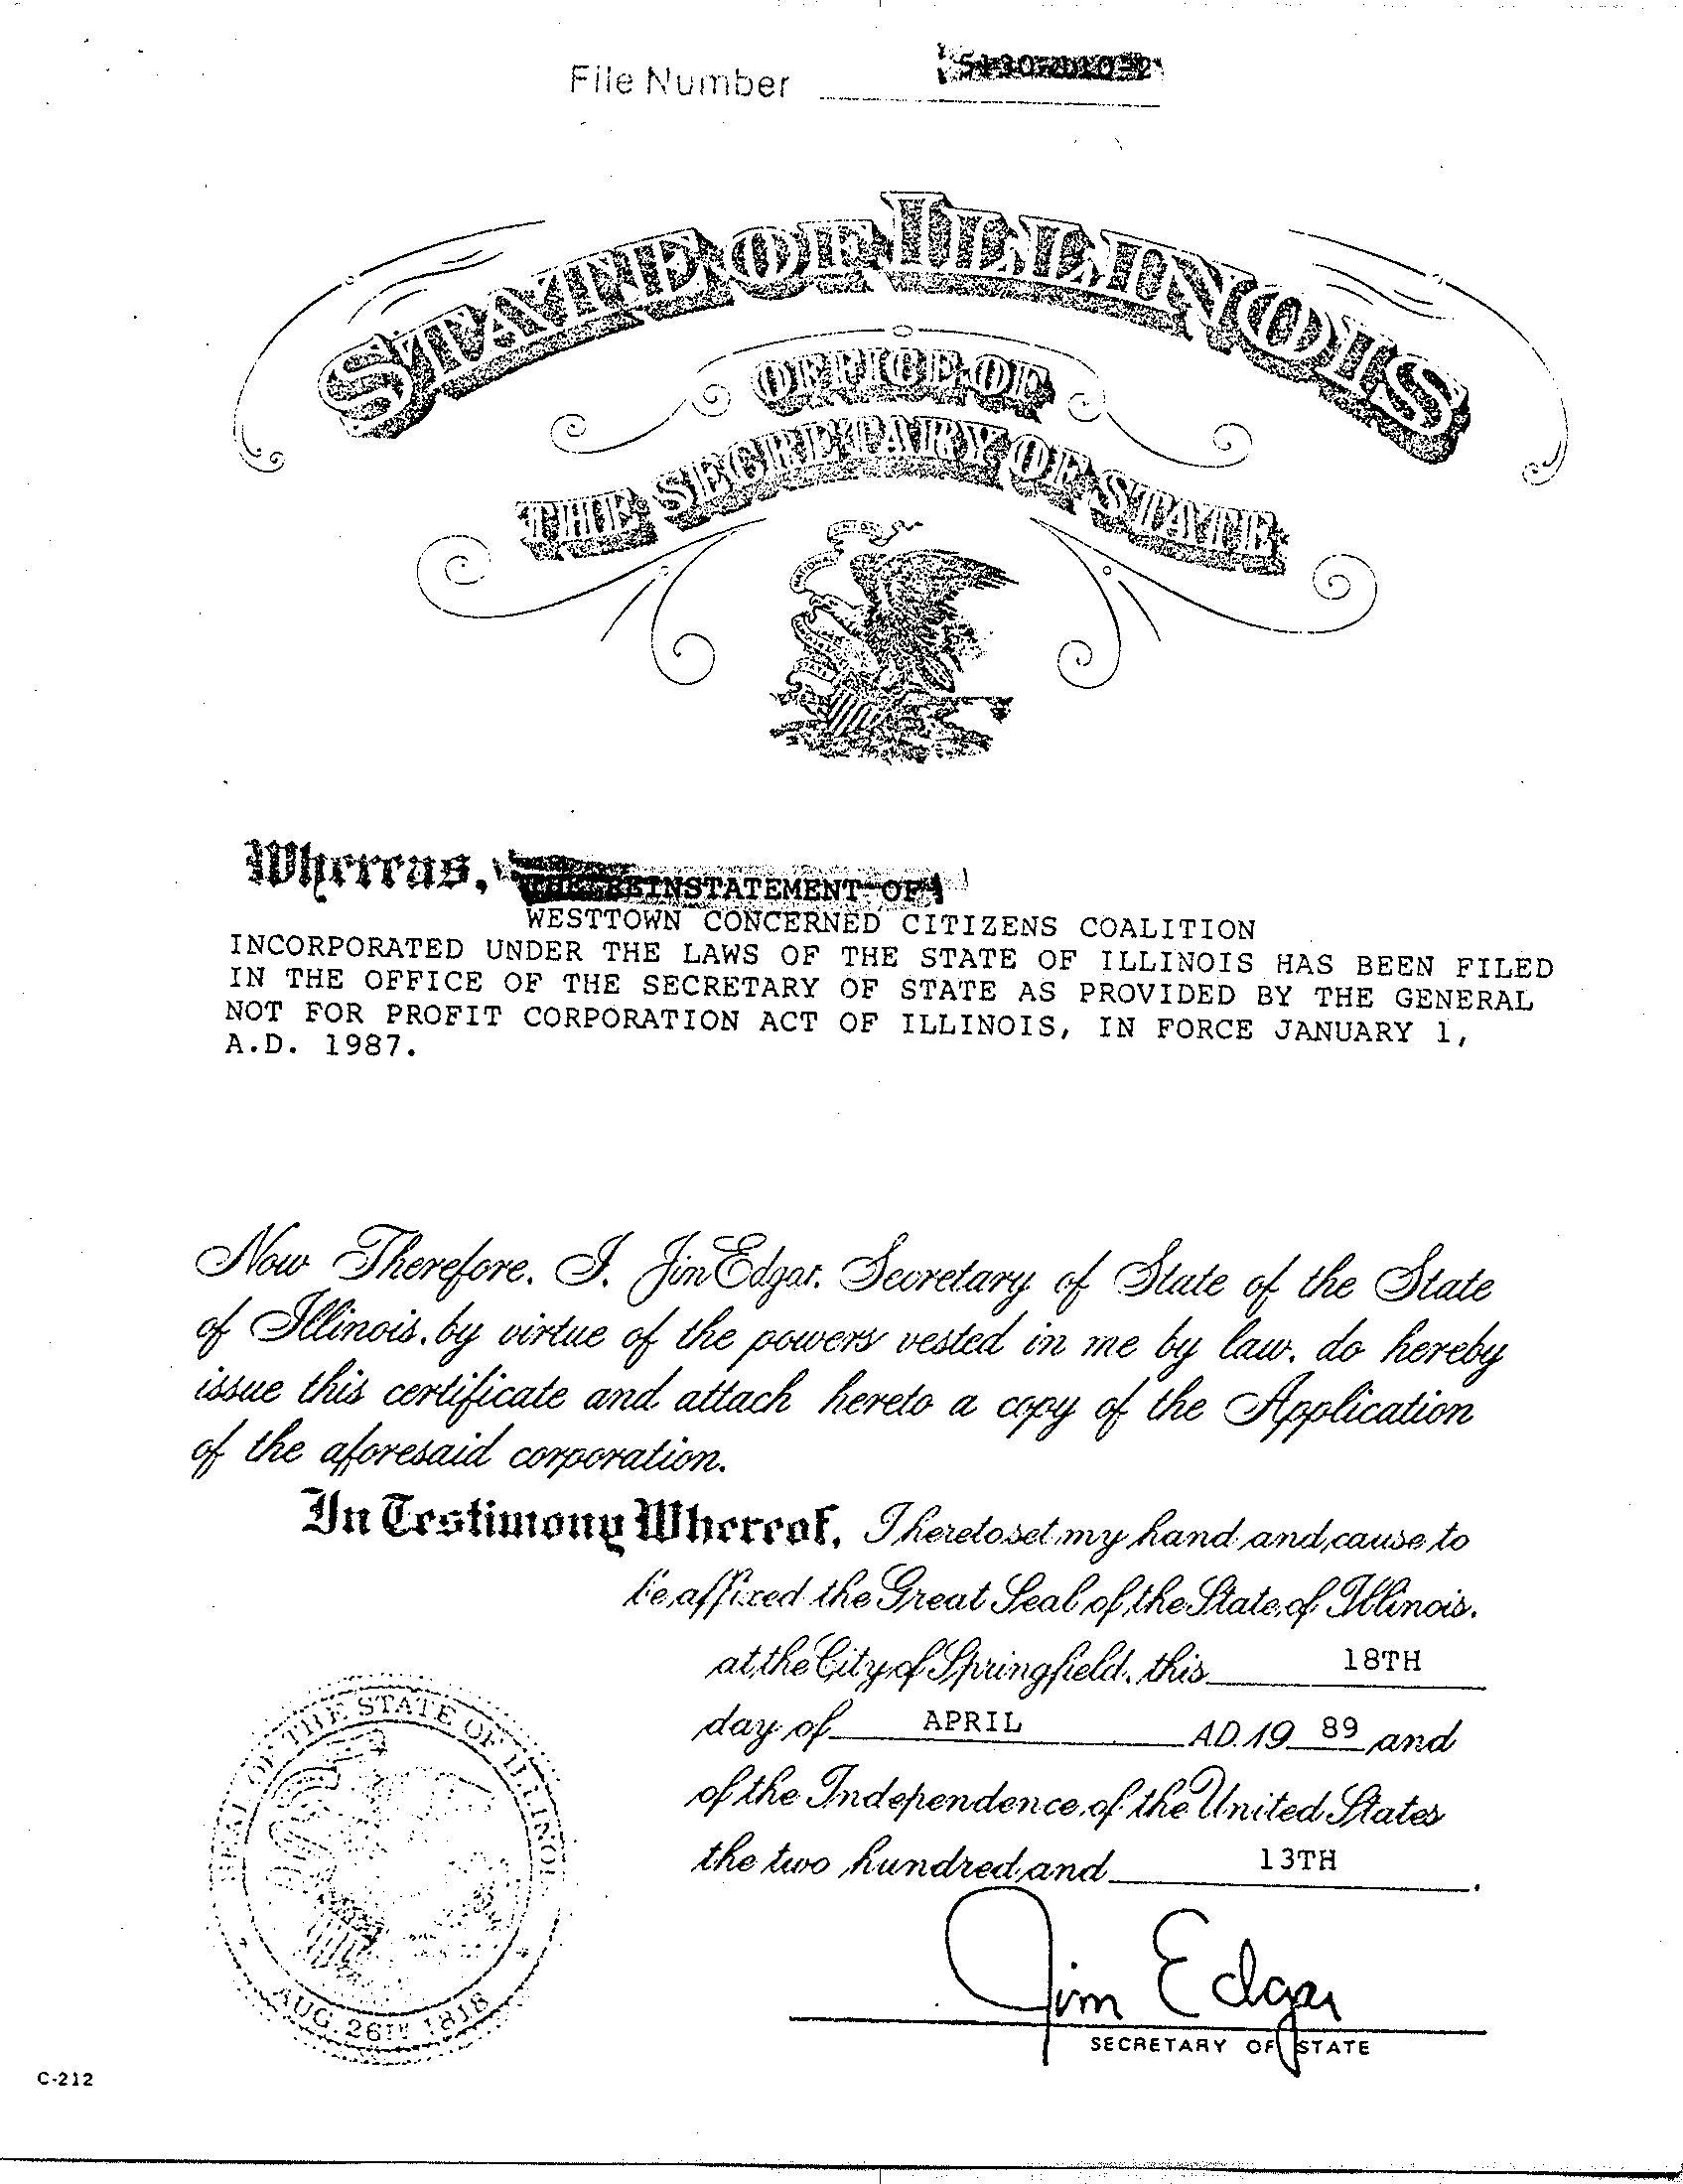 File Number
STATE OF ILLINOIS
OFFICE OF
THE SECRETARY OF STATE
Whereas, REINSTATEMENT OF
WESTTOWN CONCERNED CITIZENS COALITION
INCORPORATED UNDER THE LAWS OF THE STATE OF ILLINOIS HAS BEEN FILED
IN THE OFFICE OF THE SECRETARY OF STATE AS PROVIDED BY THE GENERAL
NOT FOR PROFIT CORPORATION ACT OF ILLINOIS, IN FORCE JANUARY 1,
A.D. 1987.
Now Therefore, I, Jim Edgar, Secretary of State of the State
of Illinois, by virtue of the powers vested in me by law, do hereby
issue this certificate and attach hereto a copy of the Application
of the aforesaid corporation.
In Testimony Whereof, I hereto set my hand and cause to
be affixed the Great Seal of the State of Illinois,
at the City of Springfield, this 18TH
day of APRIL A.D. 19 89 and
of the Independence of the United States
the two hundred and 13TH.
SEAL OF THE STATE OF ILLINOIS
AUG. 26TH 1818
Jim Edgar
SECRETARY OF STATE
C-212